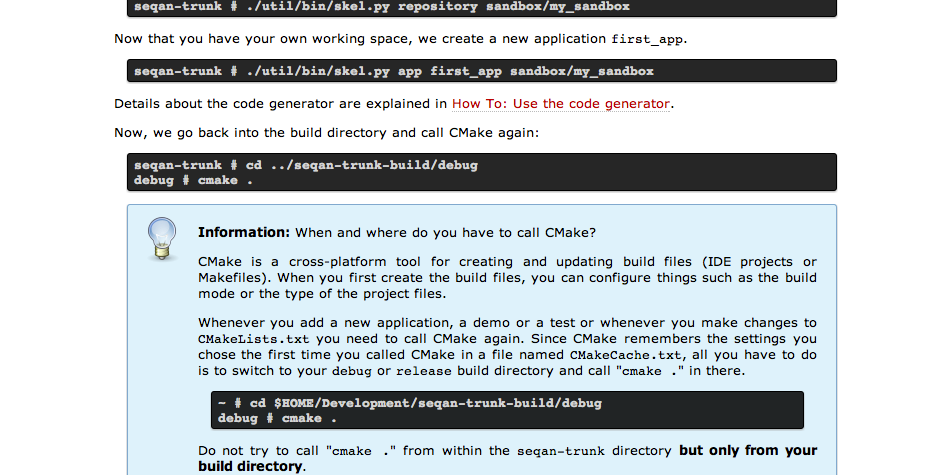 seqan-trunk # ./util/bin/skel.py repository sandbox/my_sandbox
Now that you have your own working space, we create a new application first_app.
seqan-trunk # ./util/bin/skel.py app first_app sandbox/my_sandbox
Details about the code generator are explained in How To: Use the code generator.
Now, we go back into the build directory and call CMake again:
seqan-trunk # cd ../seqan-trunk-build/debug
debug # cmake .
Information: When and where do you have to call CMake?
CMake is a cross-platform tool for creating and updating build files (IDE projects or
Makefiles). When you first create the build files, you can configure things such as the build
mode or the type of the project files.
Whenever you add a new application, a demo or a test or whenever you make changes to
CMakeLists.txt you need to call CMake again. Since CMake remembers the settings you
chose the first time you called CMake in a file named CMakeCache.txt, all you have to do
is to switch to your debug or release build directory and call "cmake ." in there.
~ # cd $HOME/Development/seqan-trunk-build/debug
debug # cmake .
Do not try to call "cmake ." from within the seqan-trunk directory but only from your
build directory.